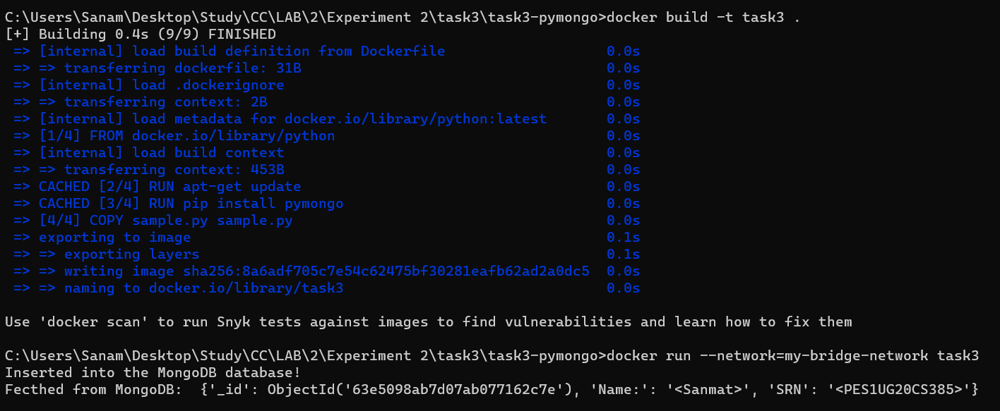 C:\Users\Sanam\Desktop\Study\CC\LAB\2\Experiment 2\task3\task3-pymongo>docker build -t task3 .
[+] Building 0.4s (9/9) FINISHED
=> [internal] load build definition from Dockerfile 0.0s
=> => transferring dockerfile: 31B 0.0s
=> [internal] load .dockerignore 0.0s
=> => transferring context: 2B 0.0s
=> [internal] load metadata for docker.io/library/python:latest 0.0s
=> [1/4] FROM docker.io/library/python 0.0s
=> [internal] load build context 0.0s
=> => transferring context: 453B 0.0s
=> CACHED [2/4] RUN apt-get update 0.0s
=> CACHED [3/4] RUN pip install pymongo 0.0s
=> [4/4] COPY sample.py sample.py 0.0s
=> exporting to image 0.1s
=> => exporting layers 0.1s
=> => writing image sha256:8a6adf705c7e54c62475bf30281eafb62ad2a0dc5 0.0s
=> => naming to docker.io/library/task3 0.0s
Use 'docker scan' to run Snyk tests against images to find vulnerabilities and learn how to fix them
C:\Users\Sanam\Desktop\Study\CC\LAB\2\Experiment 2\task3\task3-pymongo>docker run --network=my-bridge-network task3
Inserted into the MongoDB database!
Fecthed from MongoDB:  {'_id': ObjectId('63e5098ab7d07ab077162c7e'), 'Name:': '<Sanmat>', 'SRN': '<PES1UG20CS385>'}